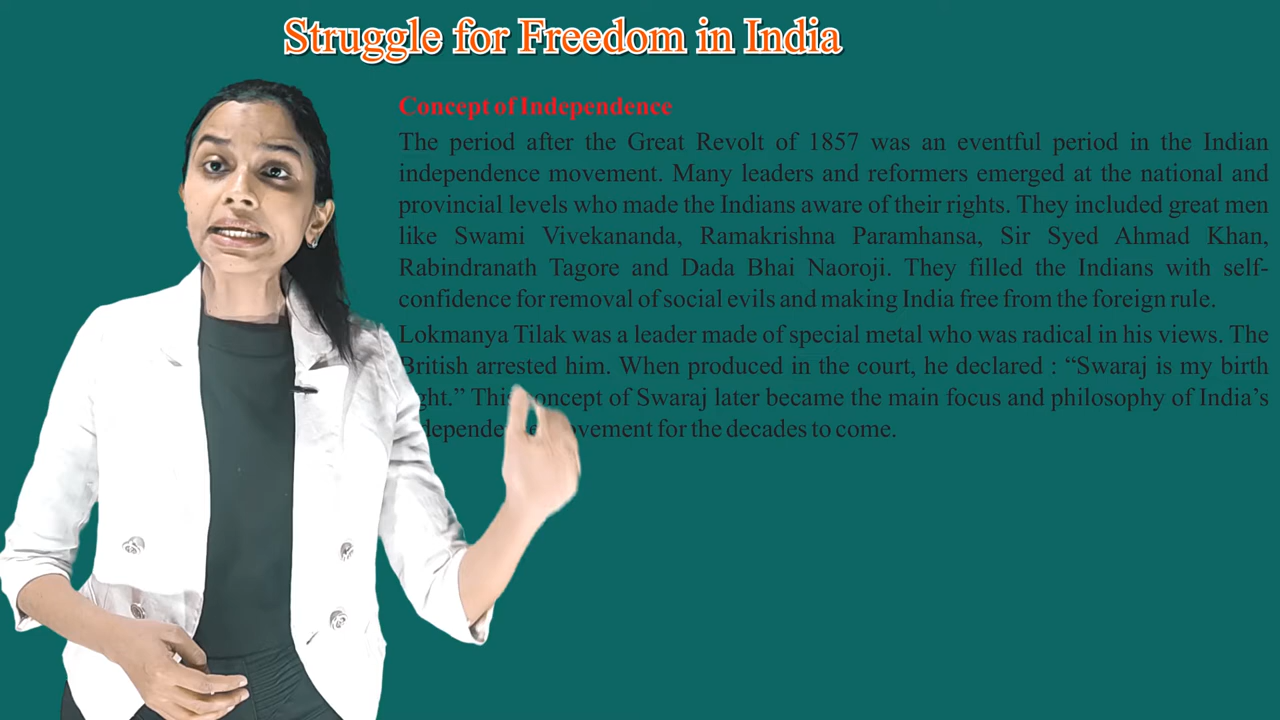 Struggle for Freedom in India
Concept of Independence
The period after the Great Revolt of 1857 was an eventful period in the Indian
independence movement. Many leaders and reformers emerged at the national and
provincial levels who made the Indians aware of their rights. They included great men
like Swami Vivekananda, Ramakrishna Paramhansa, Sir Syed Ahmad Khan,
Rabindranath Tagore and Dada Bhai Naoroji. They filled the Indians with self-
confidence for removal of social evils and making India free from the foreign rule.
Lokmanya Tilak was a leader made of special metal who was radical in his views. The
British arrested him. When produced in the court, he declared : “Swaraj is my birth
ght.” This concept of Swaraj later became the main focus and philosophy of India’s
movement for the decades to come.